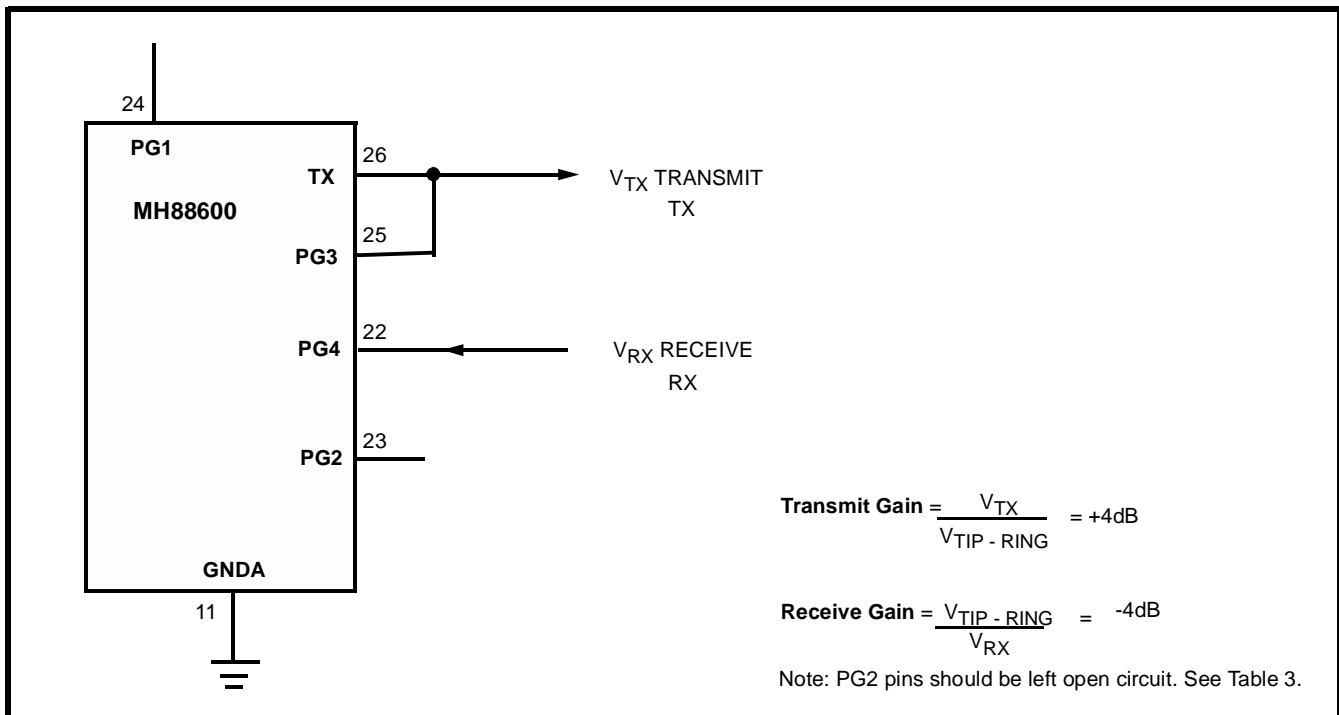 24
PG1
26
TX
V_TX TRANSMIT
TX
MH88600
25
PG3
22
PG4
V_RX RECEIVE
RX
23
PG2
Transmit Gain = V_TX / V_TIP - RING = +4dB
GNDA
11
Receive Gain = V_TIP - RING / V_RX = -4dB
Note: PG2 pins should be left open circuit. See Table 3.